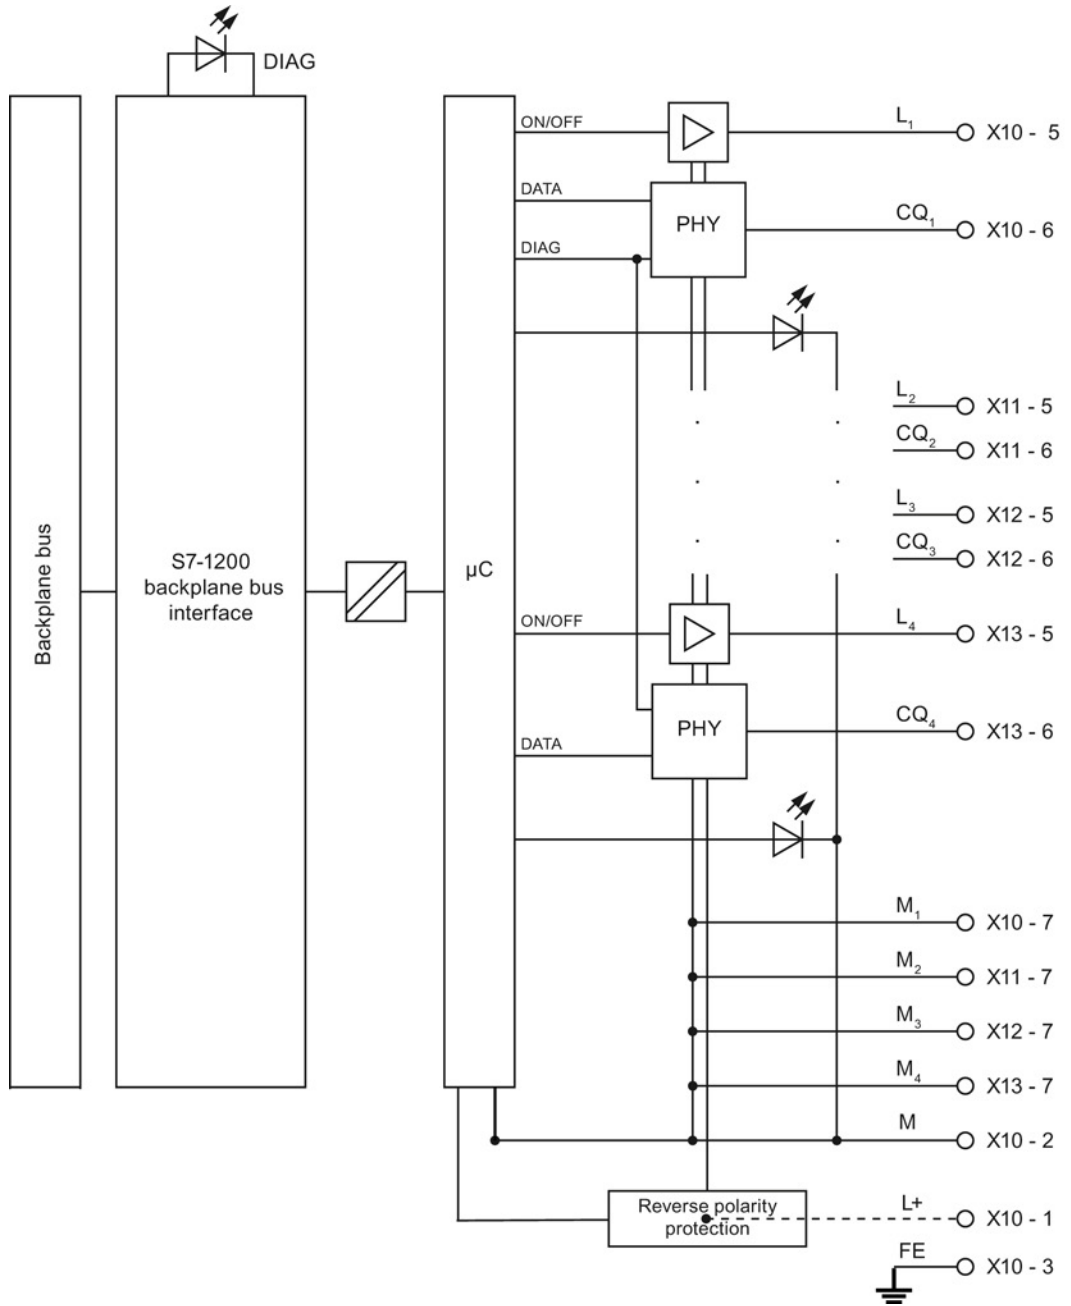 DIAG
ON/OFF
L1
X10 - 5
DATA
PHY
CQ1
X10 - 6
DIAG
L2
X11 - 5
CQ2
X11 - 6
L3
X12 - 5
CQ3
X12 - 6
Backplane bus
S7-1200
backplane bus
interface
µC
ON/OFF
L4
X13 - 5
PHY
CQ4
X13 - 6
DATA
M1
X10 - 7
M2
X11 - 7
M3
X12 - 7
M4
X13 - 7
M
X10 - 2
Reverse polarity
protection
L+
X10 - 1
FE
X10 - 3